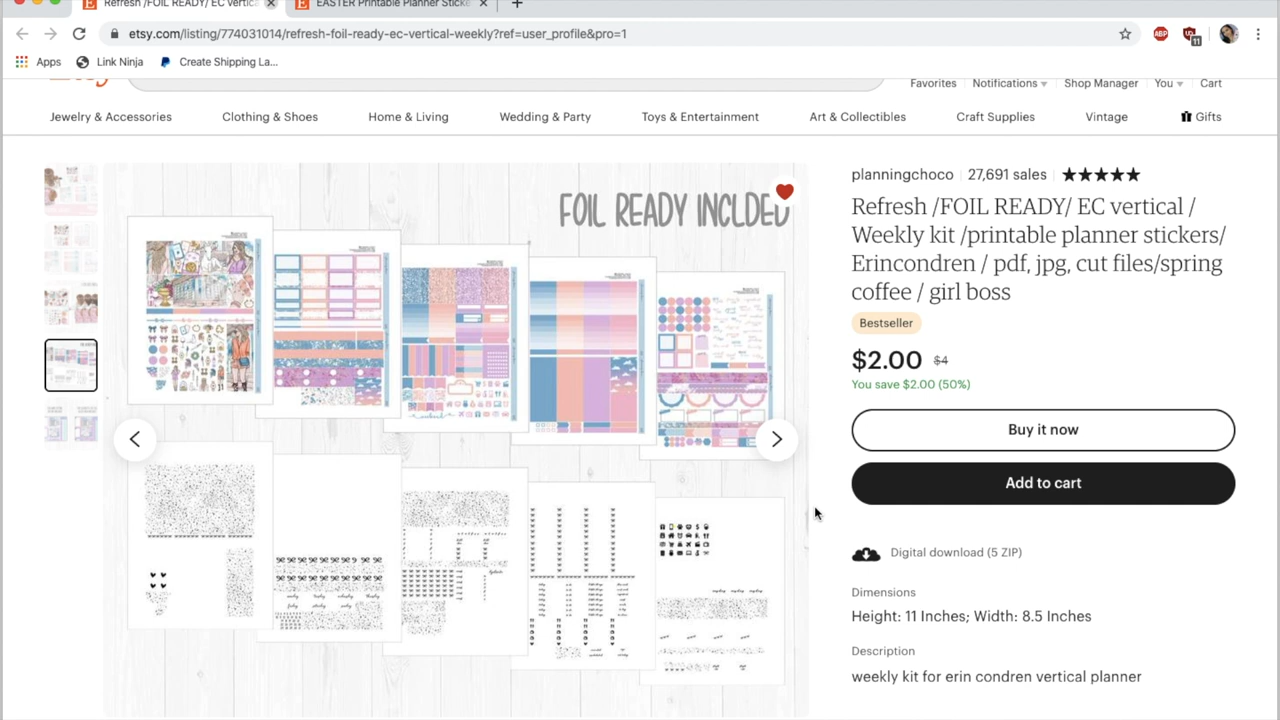 Refresh /FOIL READY/ EC vertica
EASTER Printable Planner Sticke
etsy.com/listing/774031014/refresh-foil-ready-ec-vertical-weekly?ref=user_profile&pro=1
ABP
11
Apps
Link Ninja
Create Shipping La...
Etsy
Favorites
Notifications
Shop Manager
You
Cart
Jewelry & Accessories
Clothing & Shoes
Home & Living
Wedding & Party
Toys & Entertainment
Art & Collectibles
Craft Supplies
Vintage
Gifts
FOIL READY INCLDED
planningchoco
27,691 sales
Refresh /FOIL READY/ EC vertical /
Weekly kit /printable planner stickers/
Erincondren / pdf, jpg, cut files/spring
coffee / girl boss
Bestseller
$2.00
$4
You save $2.00 (50%)
Buy it now
Add to cart
Digital download (5 ZIP)
Dimensions
Height: 11 Inches; Width: 8.5 Inches
Description
weekly kit for erin condren vertical planner